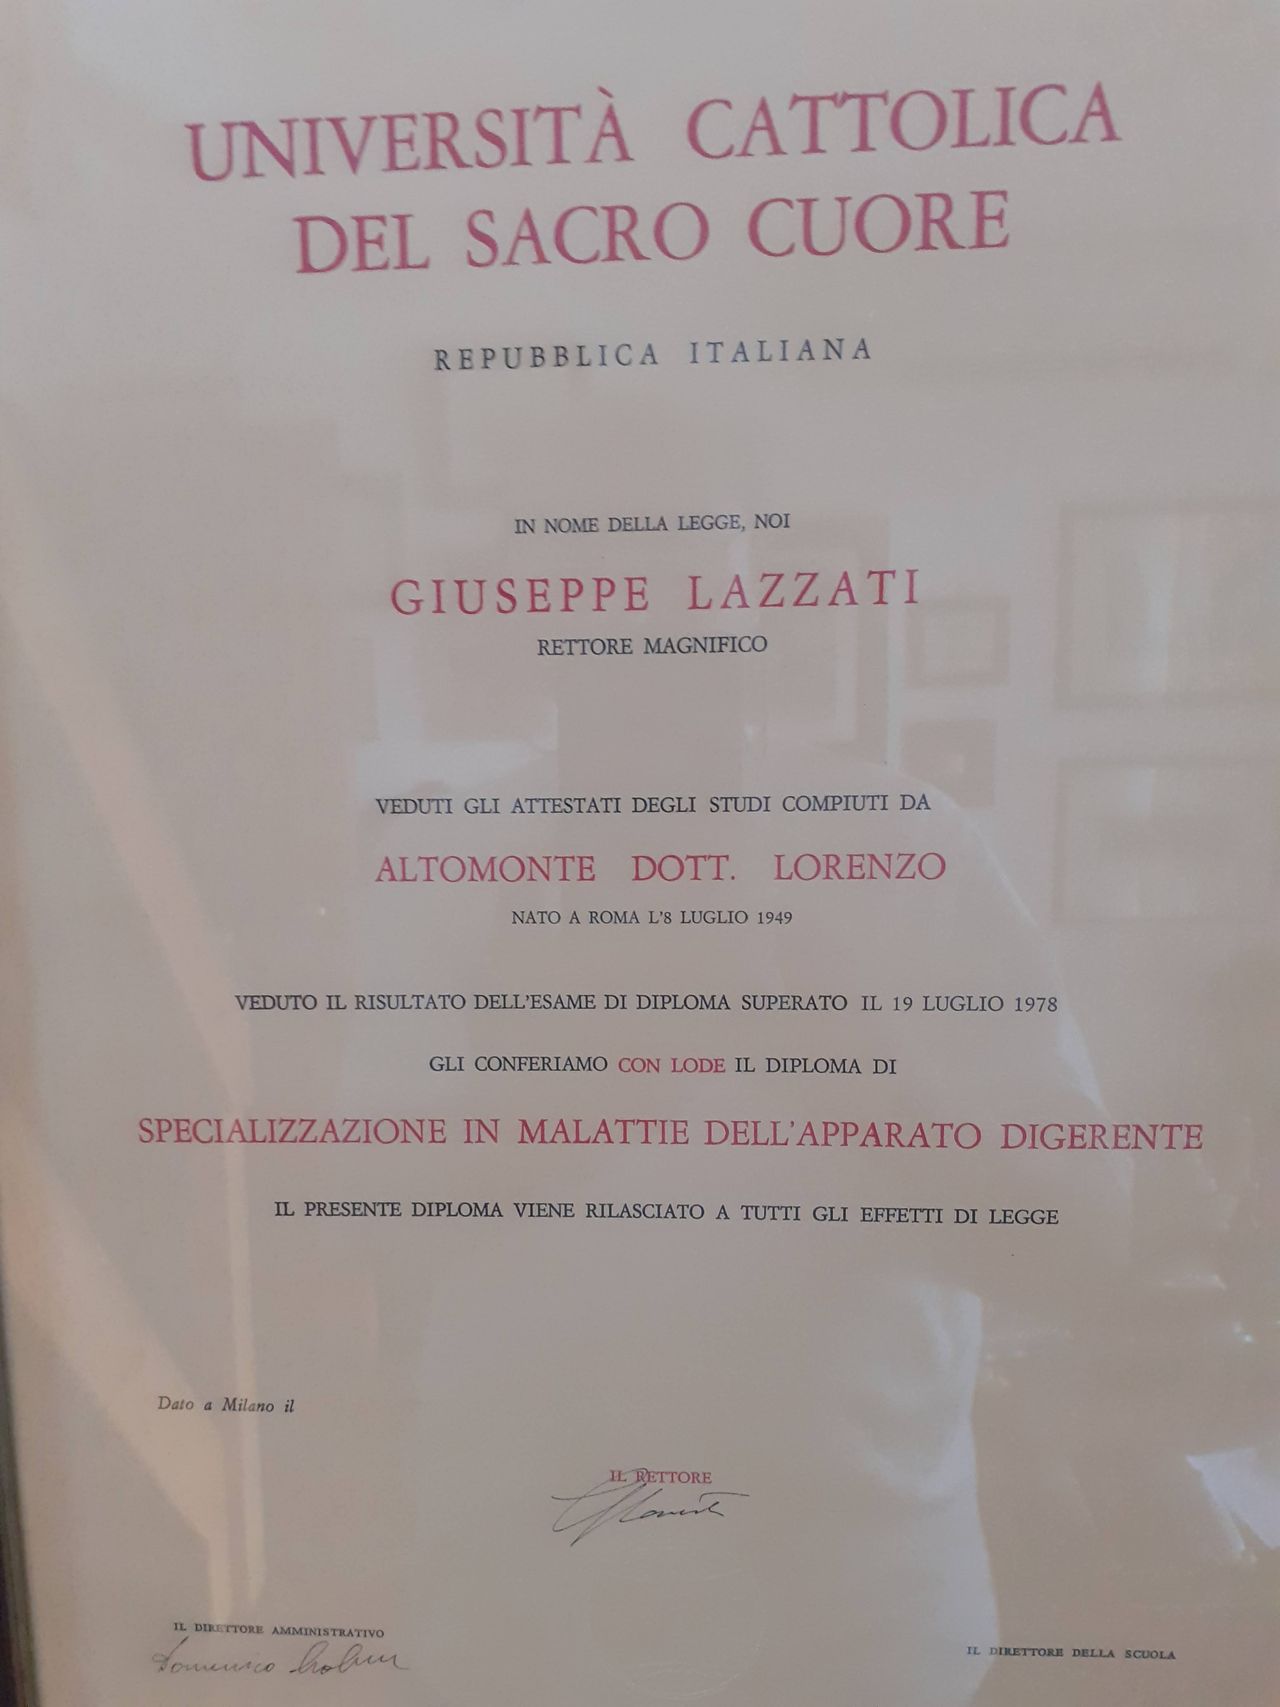 UNIVERSITÀ CATTOLICA
DEL SACRO CUORE
REPUBBLICA ITALIANA
IN NOME DELLA LEGGE, NOI
GIUSEPPE LAZZATI
RETTORE MAGNIFICO
VEDUTI GLI ATTESTATI DEGLI STUDI COMPIUTI DA
ALTOMONTE DOTT. LORENZO
NATO A ROMA L'8 LUGLIO 1949
VEDUTO IL RISULTATO DELL'ESAME DI DIPLOMA SUPERATO IL 19 LUGLIO 1978
GLI CONFERIAMO CON LODE IL DIPLOMA DI
SPECIALIZZAZIONE IN MALATTIE DELL'APPARATO DIGERENTE
IL PRESENTE DIPLOMA VIENE RILASCIATO A TUTTI GLI EFFETTI DI LEGGE
Dato a Milano il
IL RETTORE
IL DIRETTORE AMMINISTRATIVO
Domenico
IL DIRETTORE DELLA SCUOLA